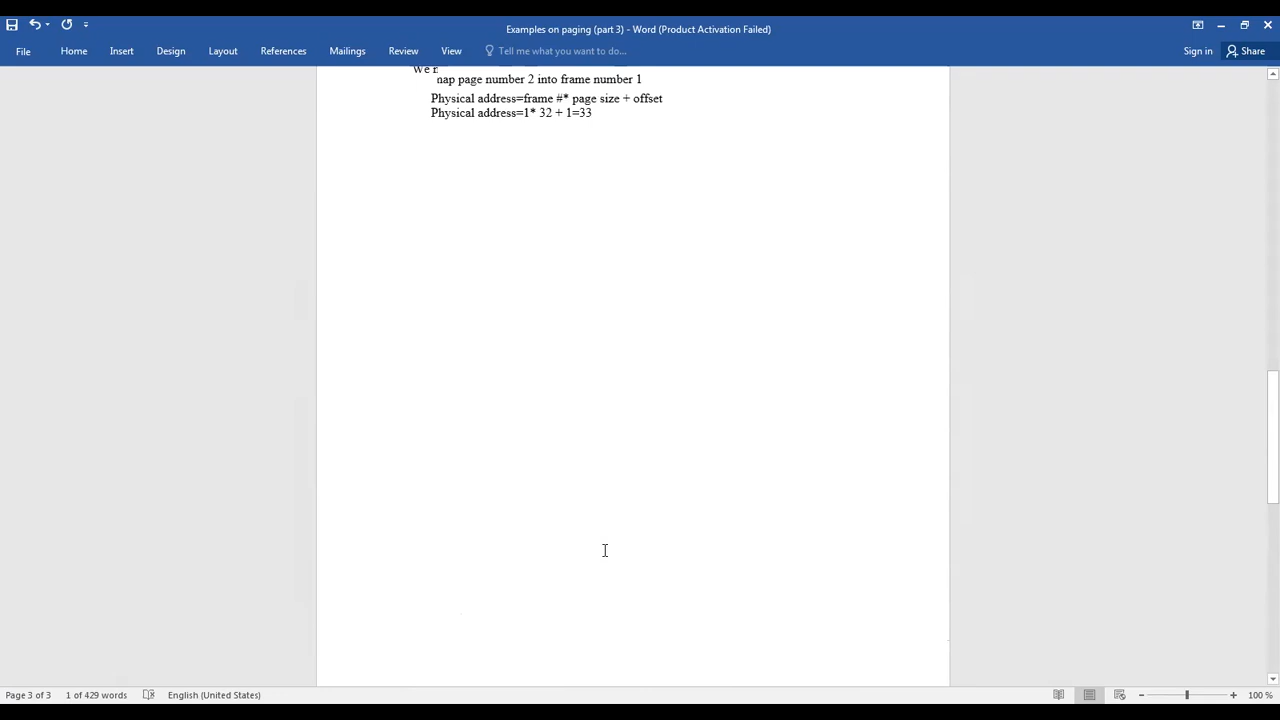 Examples on paging (part 3) - Word (Product Activation Failed)
File Home Insert Design Layout References Mailings Review View Tell me what you want to do... Sign in Share
We r
nap page number 2 into frame number 1
Physical address=frame #* page size + offset
Physical address=1* 32 + 1=33
Page 3 of 3 1 of 429 words English (United States) 100 %